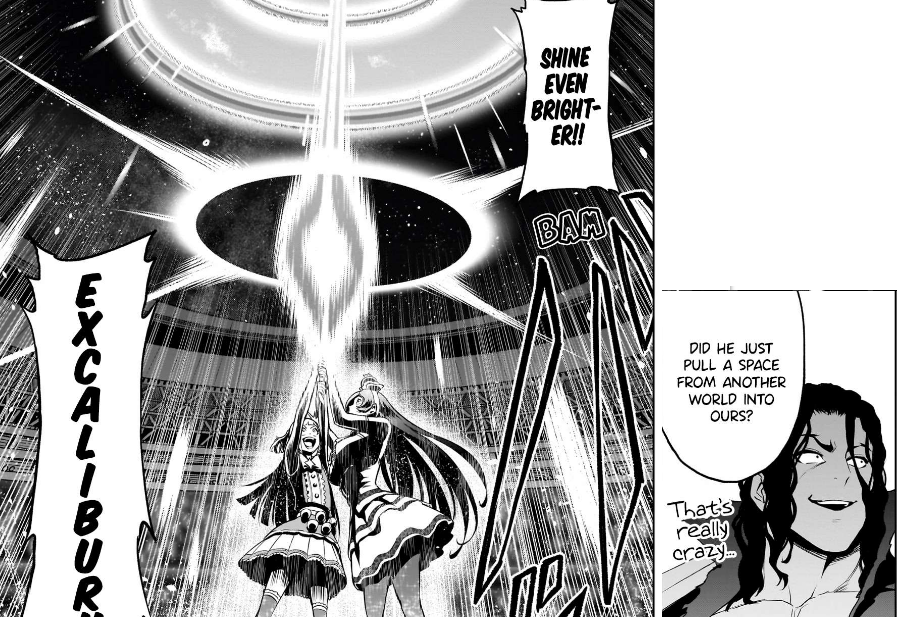 SHINE
EVEN
BRIGHT-
ER!!
BAM
EXCALIBUR
DID HE JUST
PULL A SPACE
FROM ANOTHER
WORLD INTO
OURS?
That's
really
crazy...